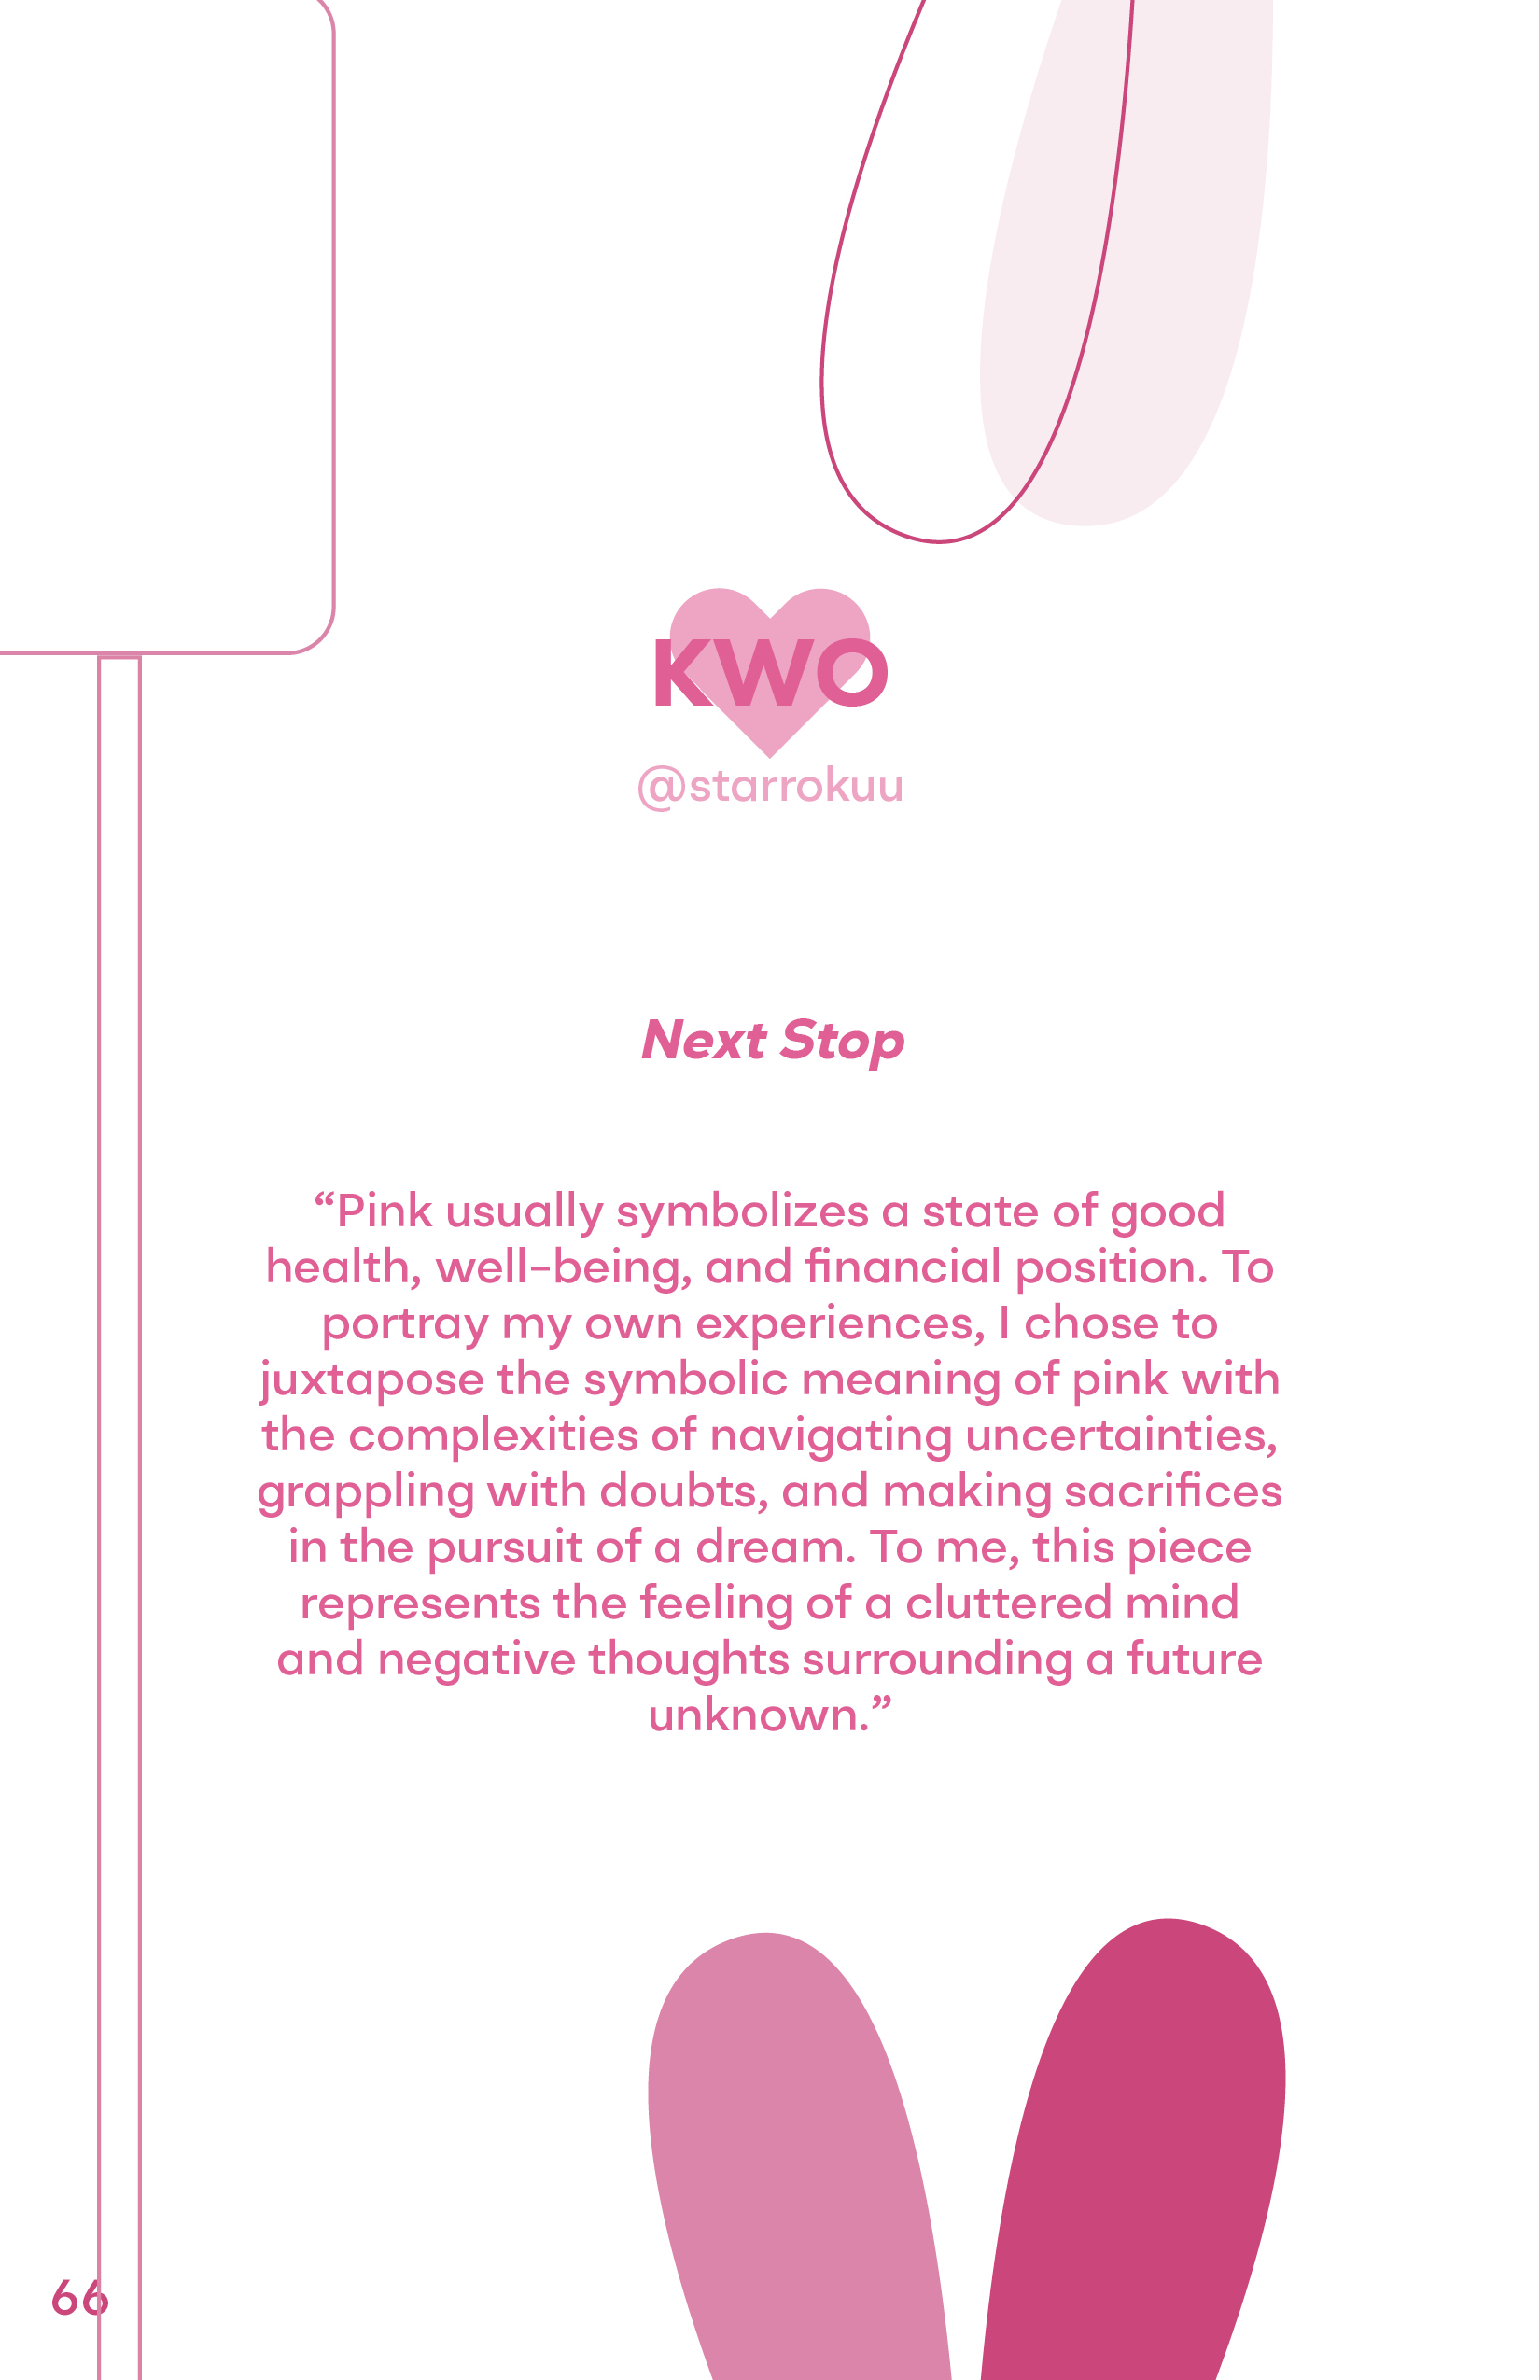 KWO
@starrokuu
Next Stop
“Pink usually symbolizes a state of good
health, well-being, and financial position. To
portray my own experiences, I chose to
juxtapose the symbolic meaning of pink with
the complexities of navigating uncertainties,
grappling with doubts, and making sacrifices
in the pursuit of a dream. To me, this piece
represents the feeling of a cluttered mind
and negative thoughts surrounding a future
unknown.”
66